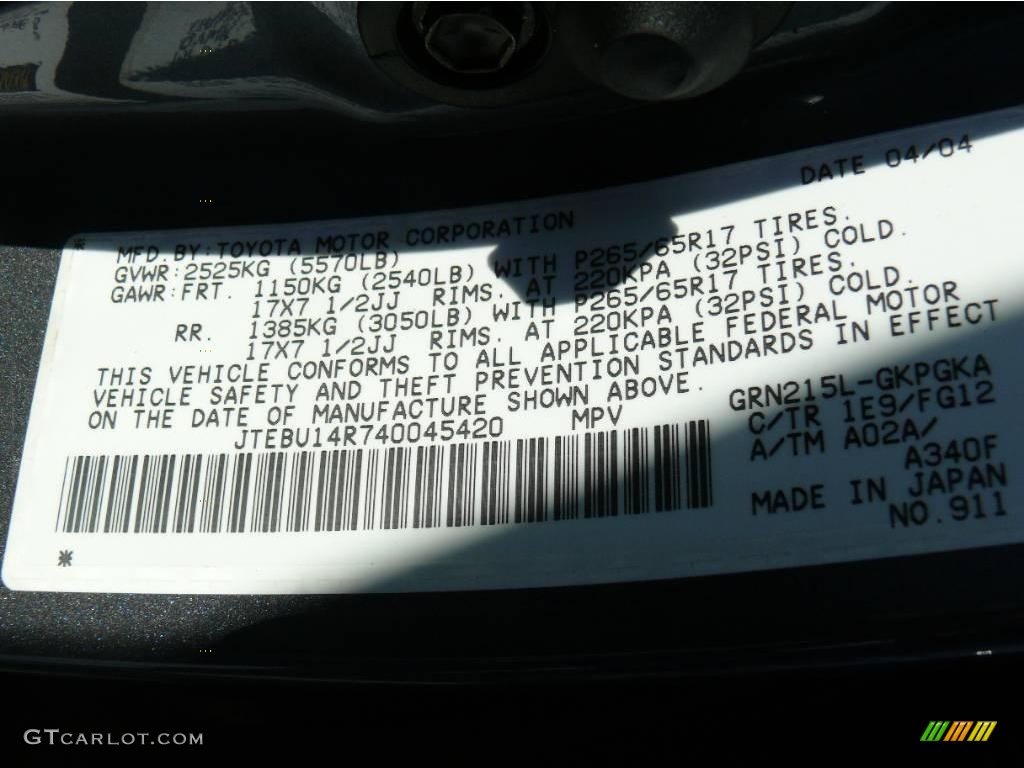 DATE 04/04
* MFD.BY:TOYOTA MOTOR CORPORATION
GVWR:2525KG (5570LB)
GAWR:FRT. 1150KG (2540LB) WITH P265/65R17 TIRES.
17X7 1/2JJ RIMS. AT 220KPA (32PSI) COLD.
RR. 1385KG (3050LB) WITH P265/65R17 TIRES.
17X7 1/2JJ RIMS. AT 220KPA (32PSI) COLD.
THIS VEHICLE CONFORMS TO ALL APPLICABLE FEDERAL MOTOR
VEHICLE SAFETY AND THEFT PREVENTION STANDARDS IN EFFECT
ON THE DATE OF MANUFACTURE SHOWN ABOVE.
JTEBU14R740045420 MPV
GRN215L-GKPGKA
C/TR 1E9/FG12
A/TM A02A/
A340F
MADE IN JAPAN
NO.911
*
GTCARLOT.COM